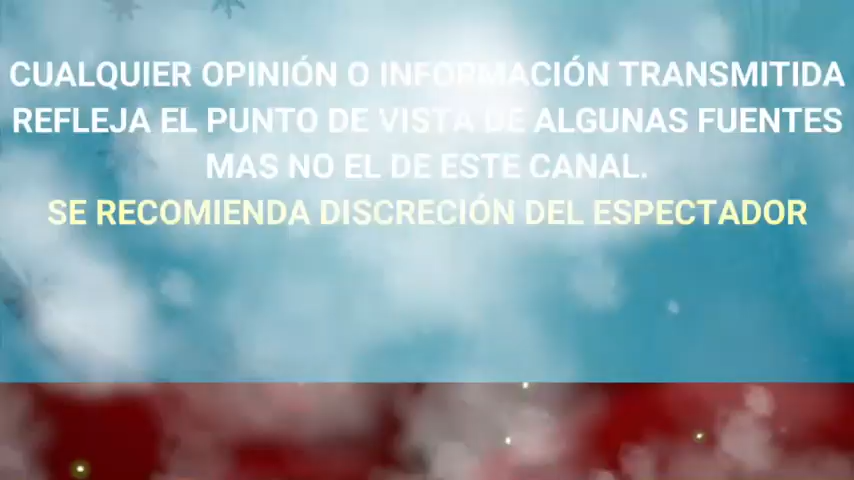 CUALQUIER OPINIÓN O INFORMACIÓN TRANSMITIDA
REFLEJA EL PUNTO DE VISTA DE ALGUNAS FUENTES
MAS NO EL DE ESTE CANAL.
SE RECOMIENDA DISCRECIÓN DEL ESPECTADOR